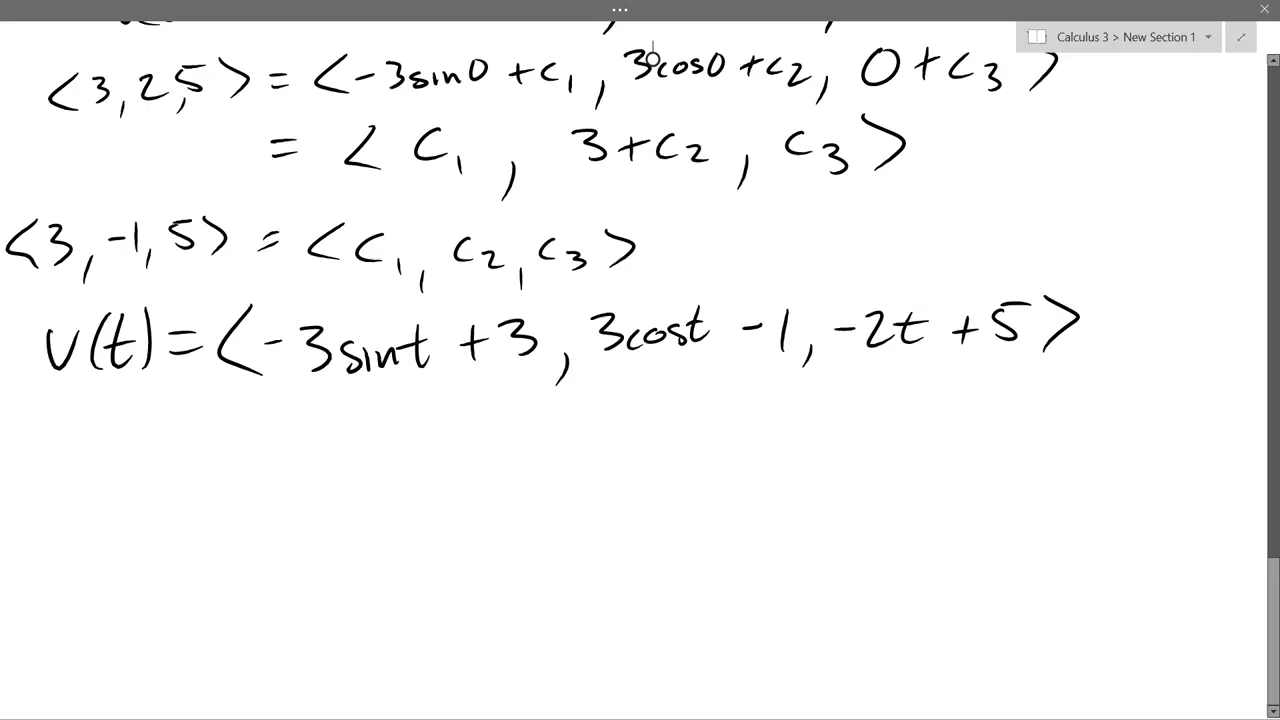 ...
Calculus 3 > New Section 1
<3, 2, 5> = <-3sin0 + c₁, 3cos0 + c₂, 0 + c₃>
= <c₁, 3 + c₂, c₃>
<3, -1, 5> = <c₁, c₂, c₃>
v(t) = <-3sint + 3, 3cost - 1, -2t + 5>